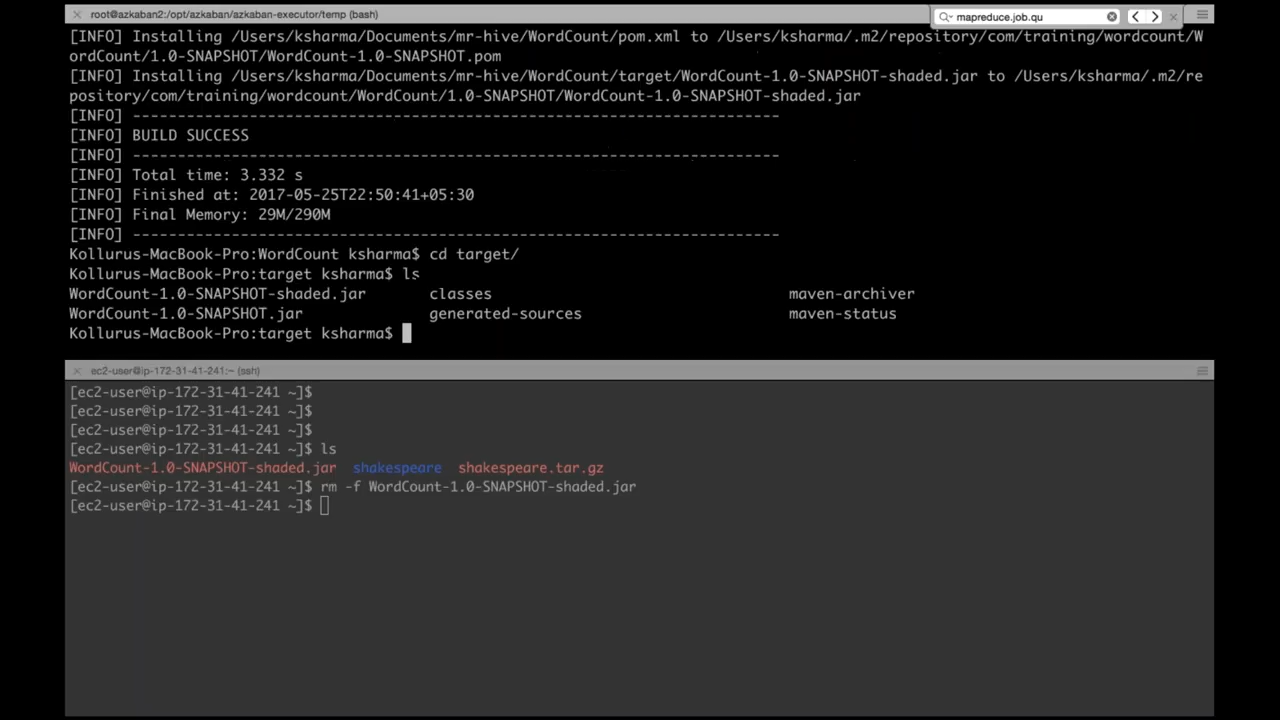 root@azkaban2:/opt/azkaban/azkaban-executor/temp (bash)
mapreduce.job.qu
[INFO] Installing /Users/ksharma/Documents/mr-hive/WordCount/pom.xml to /Users/ksharma/.m2/repository/com/training/wordcount/W
ordCount/1.0-SNAPSHOT/WordCount-1.0-SNAPSHOT.pom
[INFO] Installing /Users/ksharma/Documents/mr-hive/WordCount/target/WordCount-1.0-SNAPSHOT-shaded.jar to /Users/ksharma/.m2/re
pository/com/training/wordcount/WordCount/1.0-SNAPSHOT/WordCount-1.0-SNAPSHOT-shaded.jar
[INFO] ------------------------------------------------------------------------
[INFO] BUILD SUCCESS
[INFO] ------------------------------------------------------------------------
[INFO] Total time: 3.332 s
[INFO] Finished at: 2017-05-25T22:50:41+05:30
[INFO] Final Memory: 29M/290M
[INFO] ------------------------------------------------------------------------
Kollurus-MacBook-Pro:WordCount ksharma$ cd target/
Kollurus-MacBook-Pro:target ksharma$ ls
WordCount-1.0-SNAPSHOT-shaded.jar classes maven-archiver
WordCount-1.0-SNAPSHOT.jar generated-sources maven-status
Kollurus-MacBook-Pro:target ksharma$
ec2-user@ip-172-31-41-241:~ (ssh)
[ec2-user@ip-172-31-41-241 ~]$
[ec2-user@ip-172-31-41-241 ~]$
[ec2-user@ip-172-31-41-241 ~]$
[ec2-user@ip-172-31-41-241 ~]$ ls
WordCount-1.0-SNAPSHOT-shaded.jar shakespeare shakespeare.tar.gz
[ec2-user@ip-172-31-41-241 ~]$ rm -f WordCount-1.0-SNAPSHOT-shaded.jar
[ec2-user@ip-172-31-41-241 ~]$